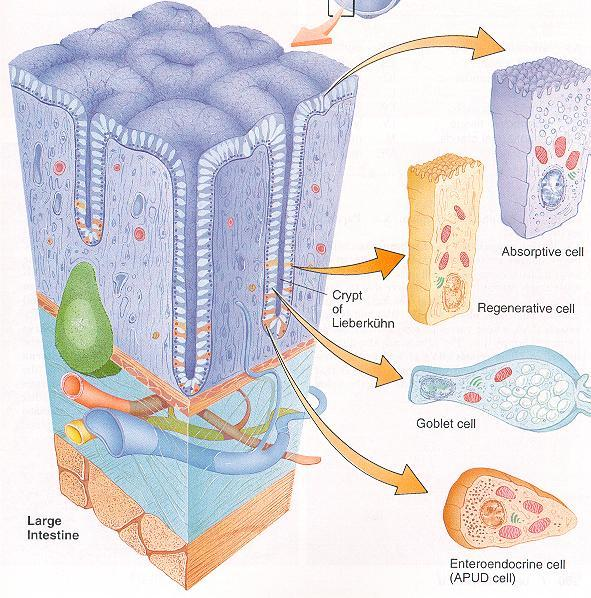 Absorptive cell
Regenerative cell
Crypt
of
Lieberkühn
Goblet cell
Large
Intestine
Enteroendocrine cell
(APUD cell)